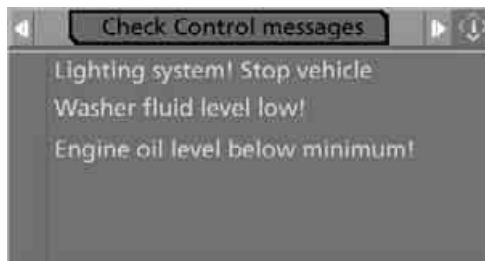 Check Control messages
Lighting system! Stop vehicle
Washer fluid level low!
Engine oil level below minimum!